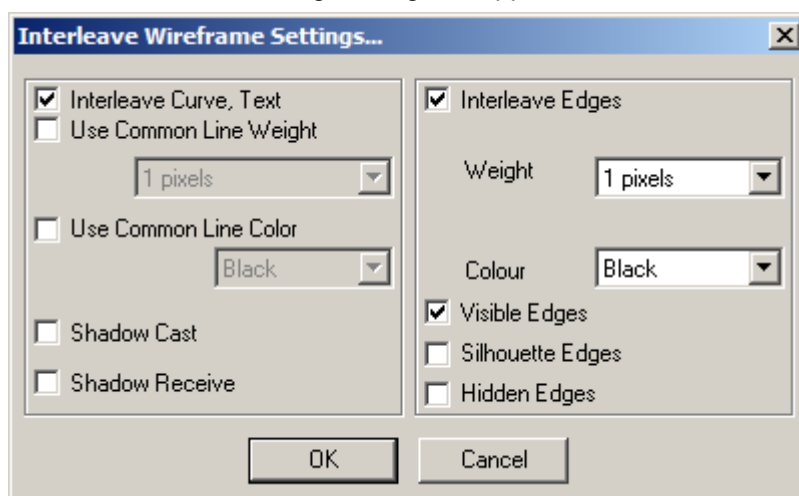 Interleave Wireframe Settings...
Interleave Curve, Text
Use Common Line Weight
1 pixels
Use Common Line Color
Black
Shadow Cast
Shadow Receive
Interleave Edges
Weight
1 pixels
Colour
Black
Visible Edges
Silhouette Edges
Hidden Edges
OK
Cancel